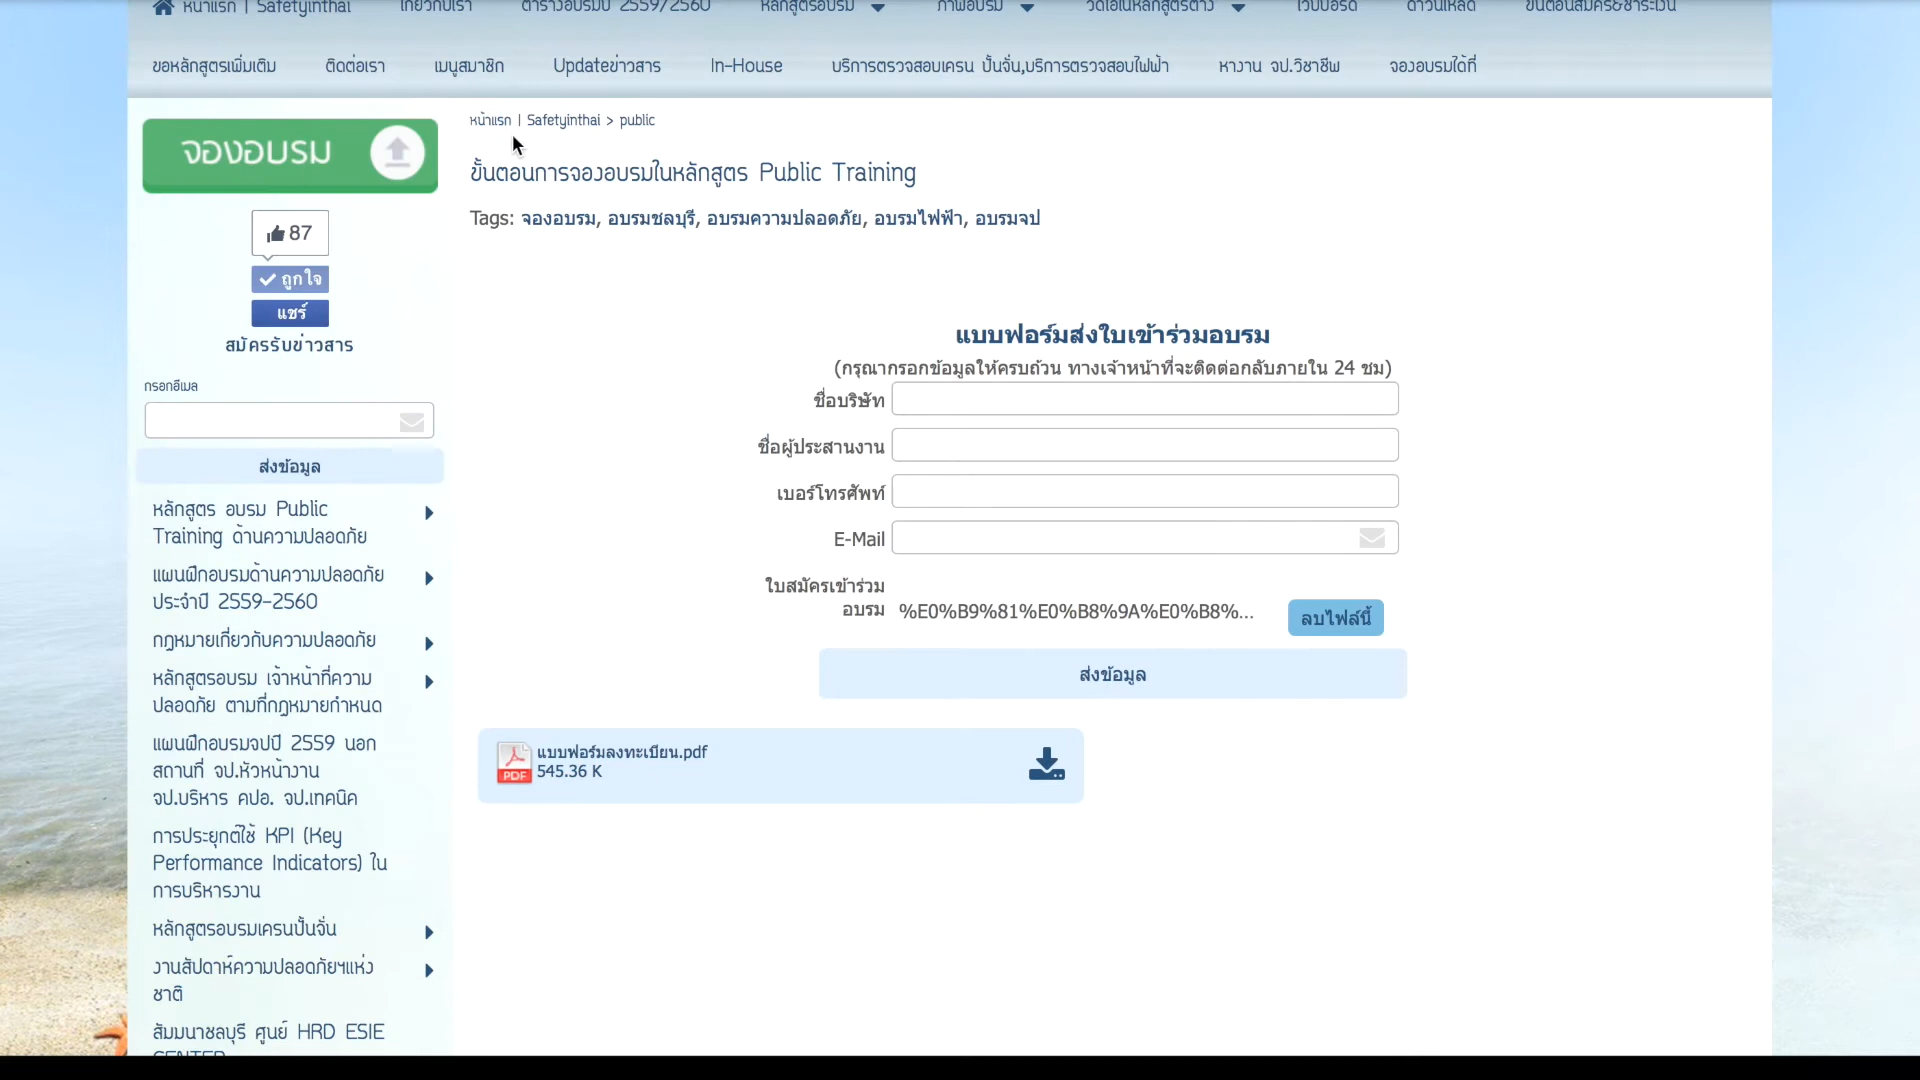 หน้าแรก | Safetyinthai เกี่ยวกับเรา ตารางอบรมปี 2559/2560 หลักสูตรอบรม ภาพอบรม วีดีโอในหลักสูตรต่าง เว็บบอร์ด ดาวน์โหลด ขั้นตอนสมัคร&ชำระเงิน
ขอหลักสูตรเพิ่มเติม ติดต่อเรา เมนูสมาชิก Updateข่าวสาร In-House บริการตรวจสอบเครน ปั้นจั่น,บริการตรวจสอบไฟฟ้า หางาน จป.วิชาชีพ จองอบรมได้ที่
จองอบรม
หน้าแรก | Safetyinthai > public
ขั้นตอนการจองอบรมในหลักสูตร Public Training
Tags: จองอบรม, อบรมชลบุรี, อบรมความปลอดภัย, อบรมไฟฟ้า, อบรมจป
87
ถูกใจ
แชร์
สมัครรับข่าวสาร
กรอกอีเมล
ส่งข้อมูล
แบบฟอร์มส่งใบเข้าร่วมอบรม
(กรุณากรอกข้อมูลให้ครบถ้วน ทางเจ้าหน้าที่จะติดต่อกลับภายใน 24 ชม)
ชื่อบริษัท
ชื่อผู้ประสานงาน
เบอร์โทรศัพท์
E-Mail
ใบสมัครเข้าร่วม
อบรม %E0%B9%81%E0%B8%9A%E0%B8%... ลบไฟล์นี้
ส่งข้อมูล
แบบฟอร์มลงทะเบียน.pdf
PDF 545.36 K
หลักสูตร อบรม Public
Training ด้านความปลอดภัย
แผนฝึกอบรมด้านความปลอดภัย
ประจำปี 2559-2560
กฎหมายเกี่ยวกับความปลอดภัย
หลักสูตรอบรม เจ้าหน้าที่ความ
ปลอดภัย ตามที่กฎหมายกำหนด
แผนฝึกอบรมจปปี 2559 นอก
สถานที่ จป.หัวหน้างาน
จป.บริหาร คปอ. จป.เทคนิค
การประยุกต์ใช้ KPI (Key
Performance Indicators) ใน
การบริหารงาน
หลักสูตรอบรมเครนปั้นจั่น
งานสัปดาห์ความปลอดภัยฯแห่ง
ชาติ
สัมมนาชลบุรี ศูนย์ HRD ESIE
CENTER